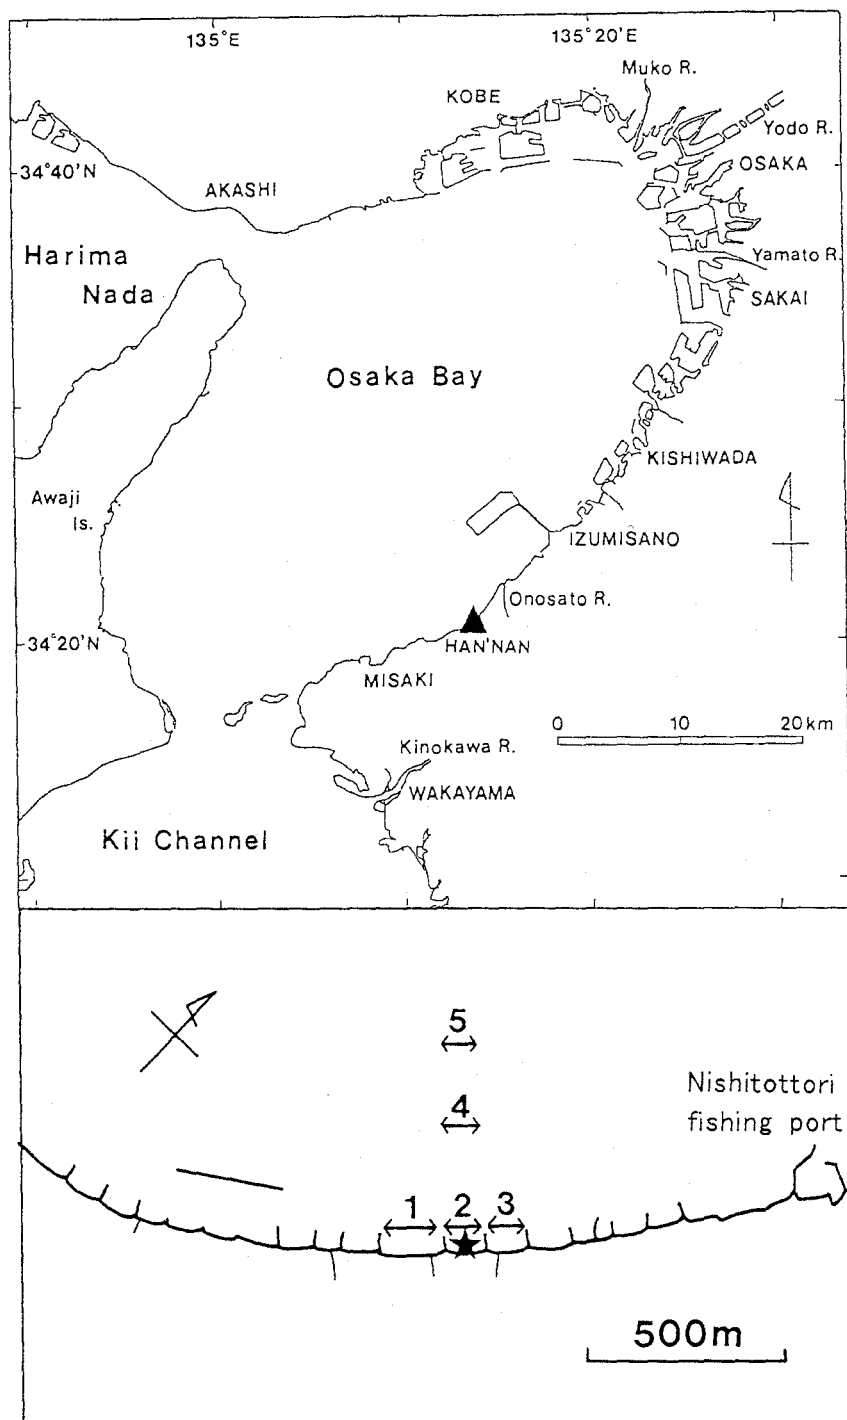 135°E
135°20'E
Muko R.
KOBE
Yodo R.
34°40'N
OSAKA
AKASHI
Harima
Nada
Yamato R.
SAKAI
Osaka Bay
KISHIWADA
Awaji
Is.
IZUMISANO
Onosato R.
34°20'N
HAN'NAN
MISAKI
0 10 20km
Kinokawa R.
WAKAYAMA
Kii Channel
5
Nishitottori
fishing port
4
1 2 3
500m